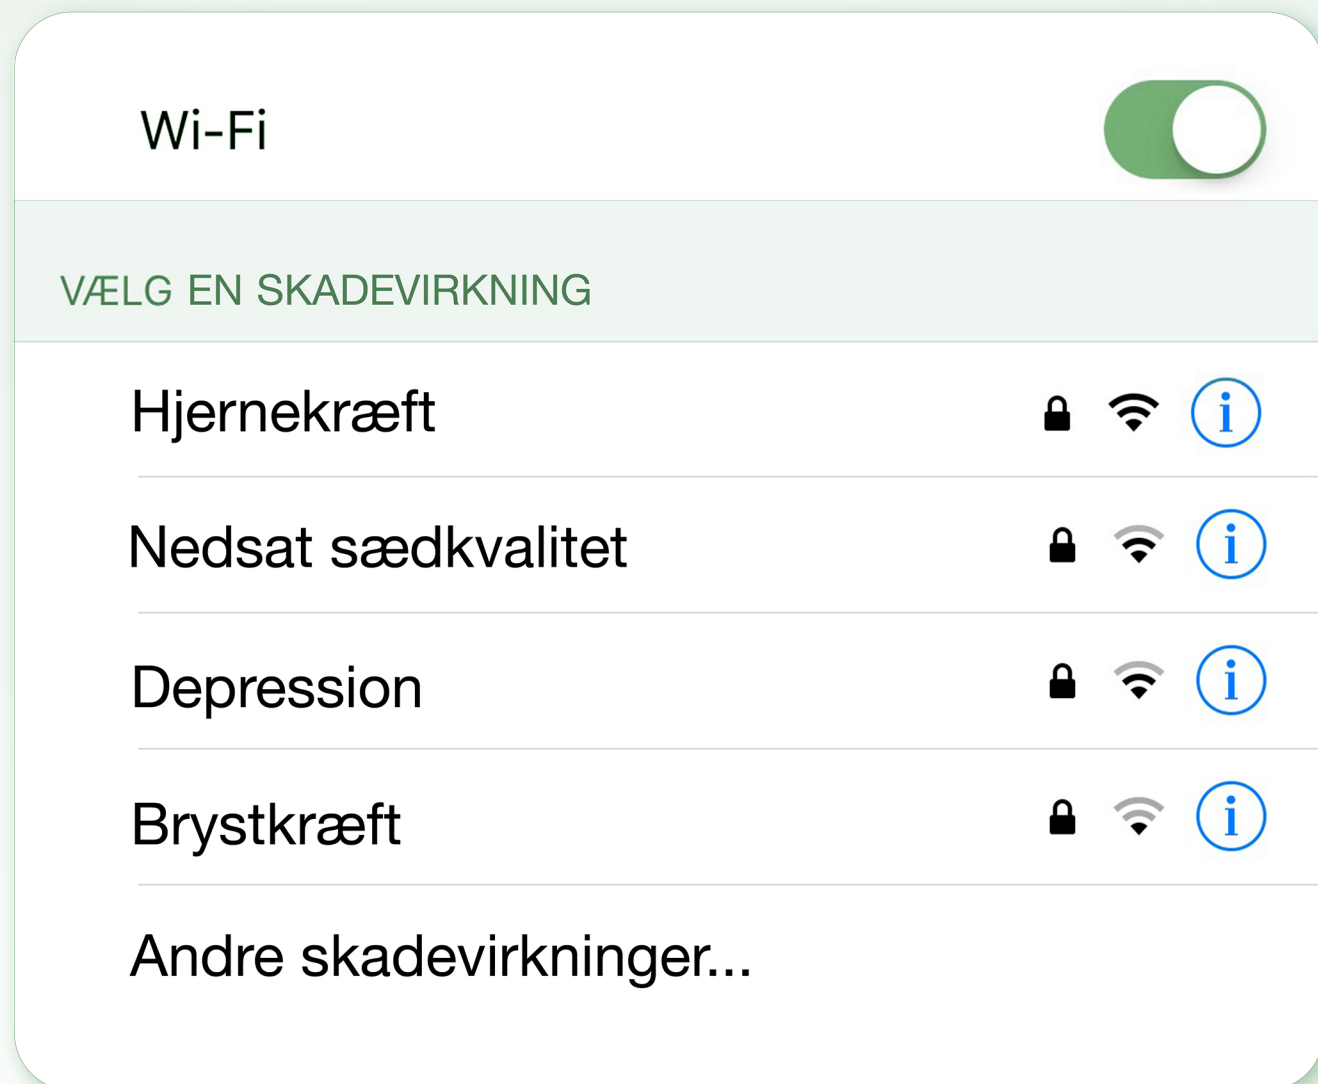 Wi-Fi
VÆLG EN SKADEVIRKNING
Hjernekræft
Nedsat sædkvalitet
Depression
Brystkræft
Andre skadevirkninger...